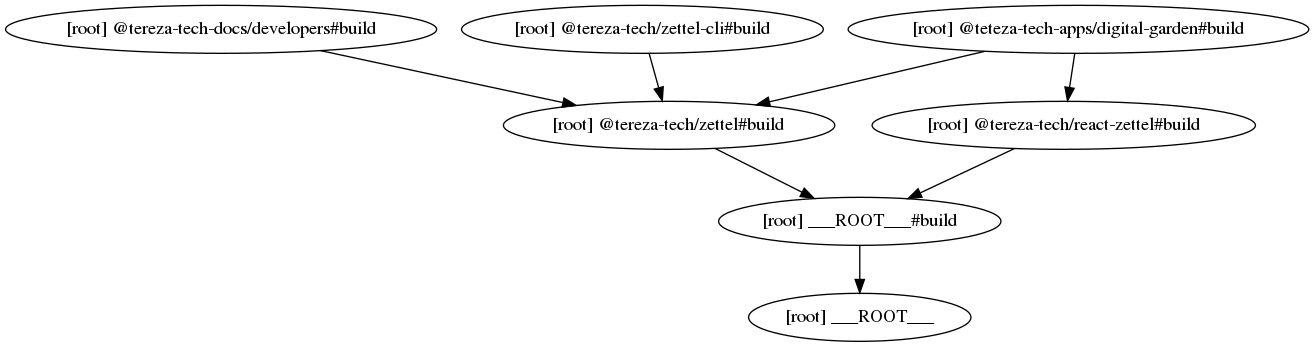 [root] @tereza-tech-docs/developers#build
[root] @tereza-tech/zettel-cli#build
[root] @teteza-tech-apps/digital-garden#build
[root] @tereza-tech/zettel#build
[root] @tereza-tech/react-zettel#build
[root] ___ROOT___#build
[root] ___ROOT___